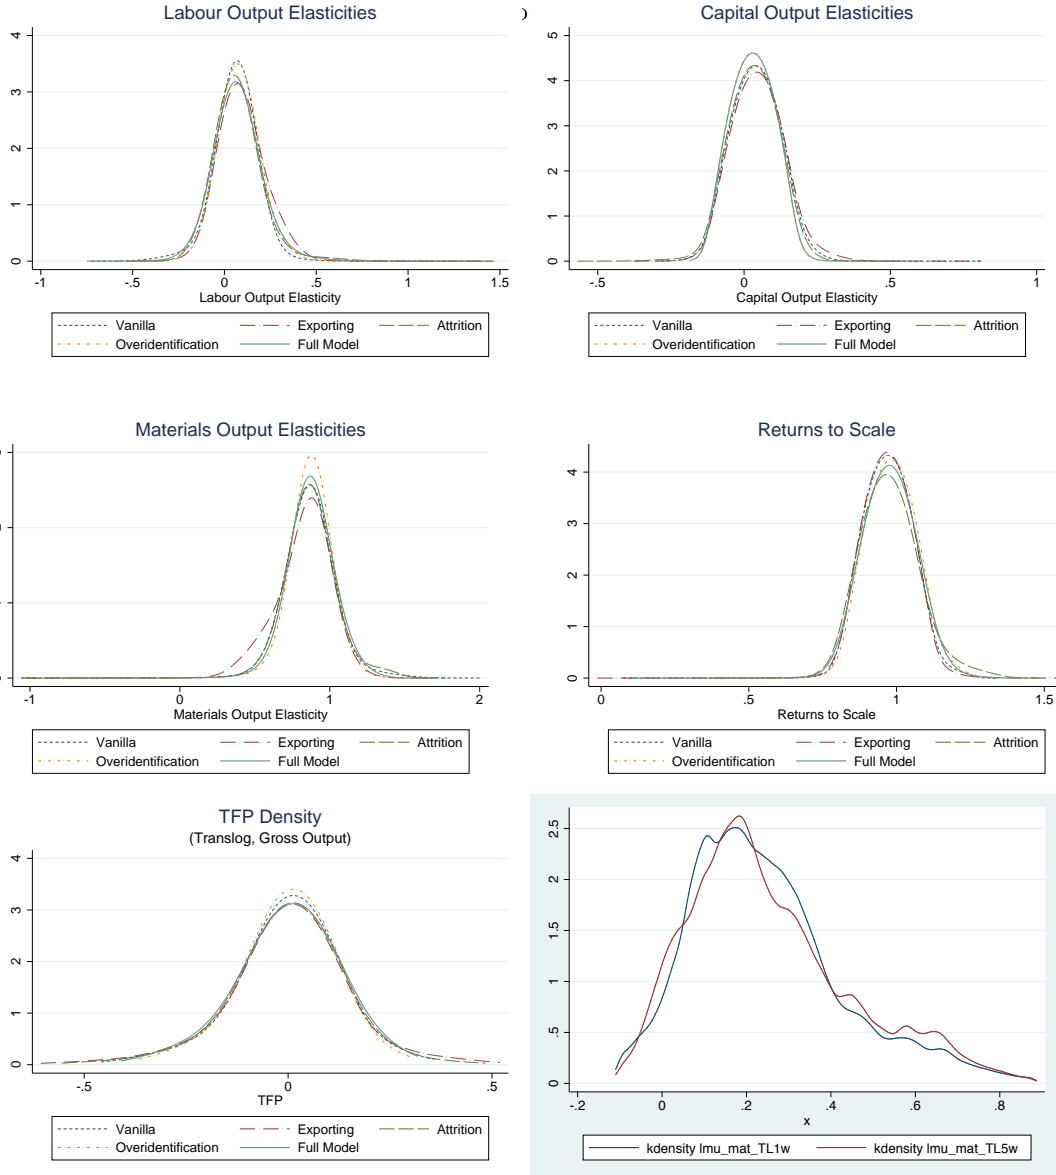 Labour Output Elasticities
4
3
2
1
0
-1 -.5 0 .5 1 1.5
Labour Output Elasticity
Vanilla Exporting Attrition
Overidentification Full Model
)
Capital Output Elasticities
5
4
3
2
1
0
-.5 0 .5 1
Capital Output Elasticity
Vanilla Exporting Attrition
Overidentification Full Model
Materials Output Elasticities
-1 0 1 2
Materials Output Elasticity
Vanilla Exporting Attrition
Overidentification Full Model
Returns to Scale
4
3
2
1
0
0 .5 1 1.5
Returns to Scale
Vanilla Exporting Attrition
Overidentification Full Model
TFP Density
(Translog, Gross Output)
4
3
2
1
0
-.5 0 .5
TFP
Vanilla Exporting Attrition
Overidentification Full Model
2.5
2
1.5
1
.5
0
-.2 0 .2 .4 .6 .8
x
kdensity lmu_mat_TL1w kdensity lmu_mat_TL5w